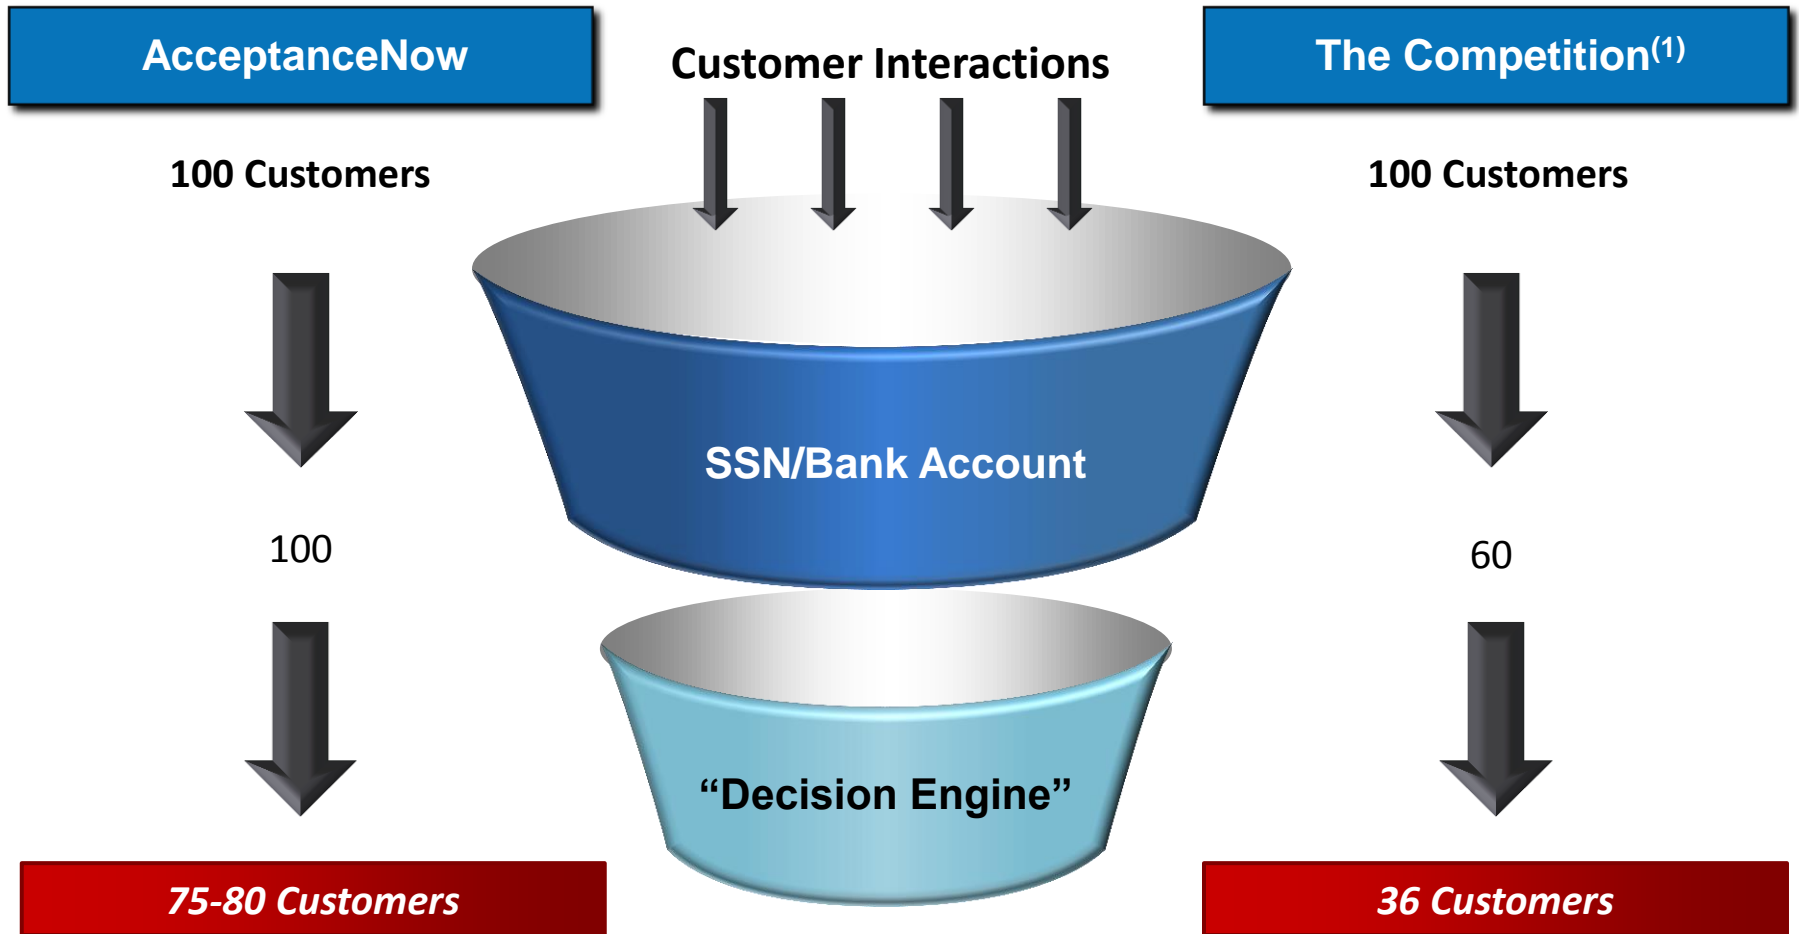 AcceptanceNow
Customer Interactions
The Competition(1)
100 Customers
100 Customers
SSN/Bank Account
100
60
“Decision Engine”
75-80 Customers
36 Customers